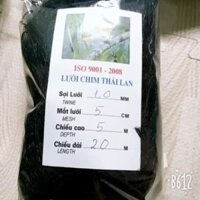 ISO 9001 - 2008
LƯỚI CHIM THÁI LAN
Sợi Lưới 1.0 MM
TWINE
Mắt lưới 5 CM
MESH
Chiều cao 5 M
DEPTH
Chiều dài 20 M
LENGTH
B612